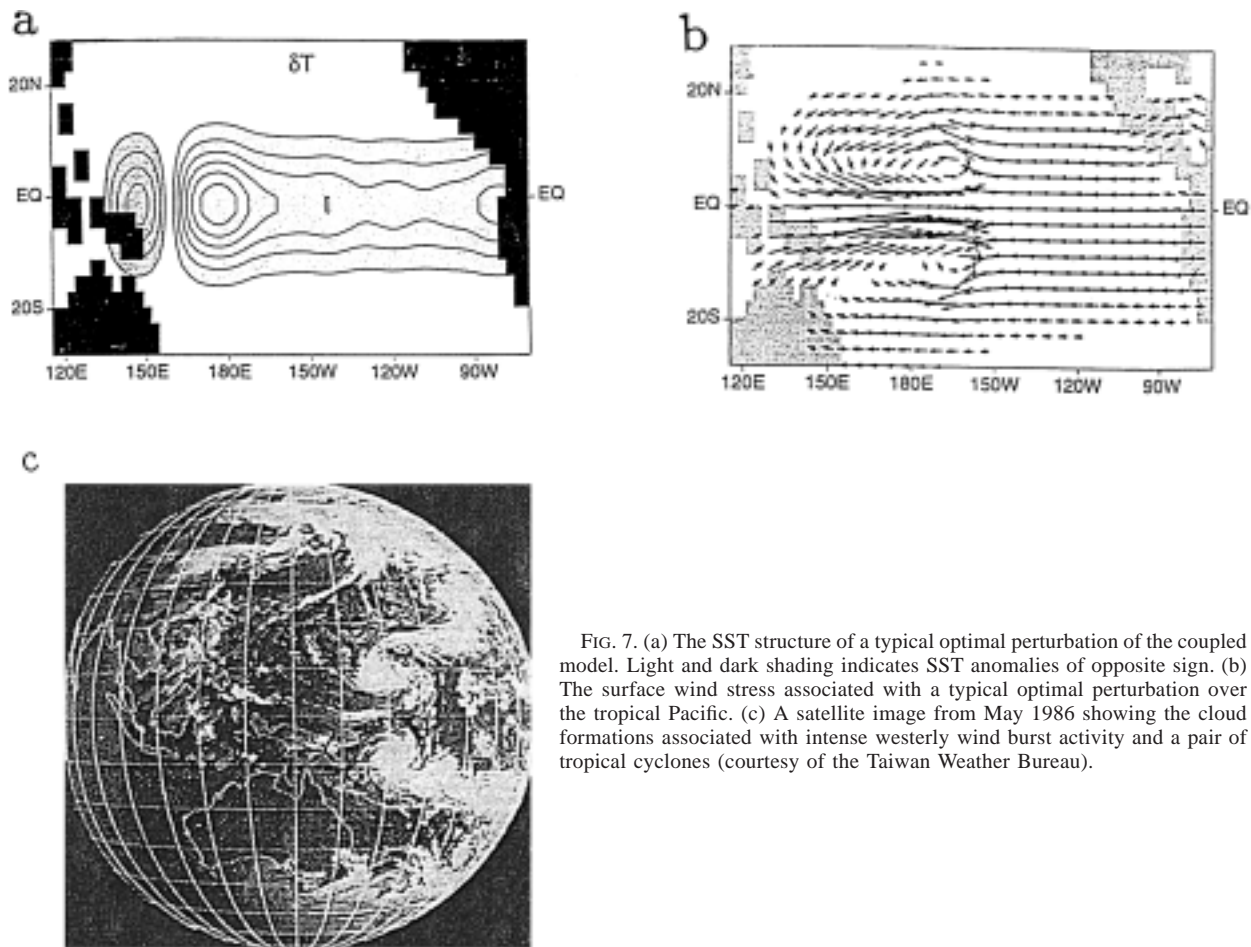 a
δT
20N
EQ
EQ
20S
120E 150E 180E 150W 120W 90W
b
20N
EQ
EQ
20S
120E 150E 180E 150W 120W 90W
c
FIG. 7. (a) The SST structure of a typical optimal perturbation of the coupled
model. Light and dark shading indicates SST anomalies of opposite sign. (b)
The surface wind stress associated with a typical optimal perturbation over
the tropical Pacific. (c) A satellite image from May 1986 showing the cloud
formations associated with intense westerly wind burst activity and a pair of
tropical cyclones (courtesy of the Taiwan Weather Bureau).